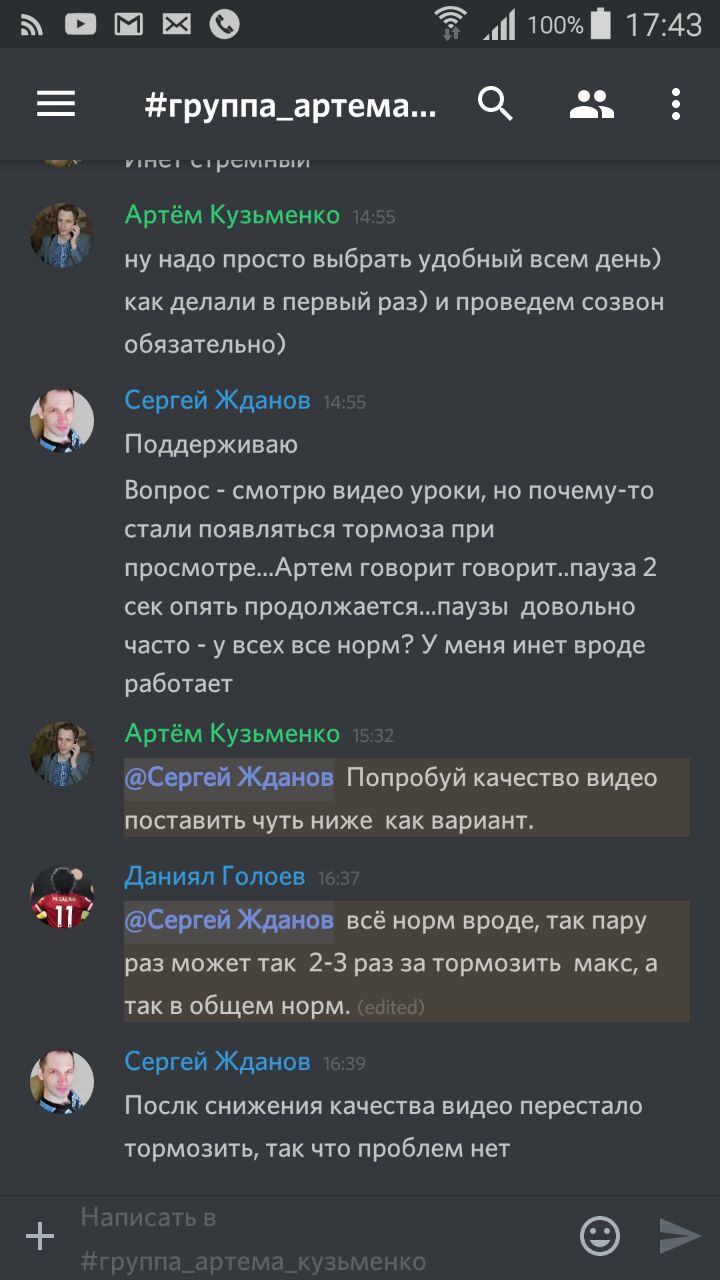 100% 17:43
#группа_артема...
Инет стремный
Артём Кузьменко 14:55
ну надо просто выбрать удобный всем день)
как делали в первый раз) и проведем созвон
обязательно)
Сергей Жданов 14:55
Поддерживаю
Вопрос - смотрю видео уроки, но почему-то
стали появляться тормоза при
просмотре...Артем говорит говорит..пауза 2
сек опять продолжается...паузы  довольно
часто - у всех все норм? У меня инет вроде
работает
Артём Кузьменко 15:32
@Сергей Жданов  Попробуй качество видео
поставить чуть ниже  как вариант.
Даниял Голоев 16:37
@Сергей Жданов  всё норм вроде, так пару
раз может так  2-3 раз за тормозить  макс, а
так в общем норм. (edited)
M.SALAH
11
Сергей Жданов 16:39
Послк снижения качества видео перестало
тормозить, так что проблем нет
Написать в
#группа_артема_кузьменко